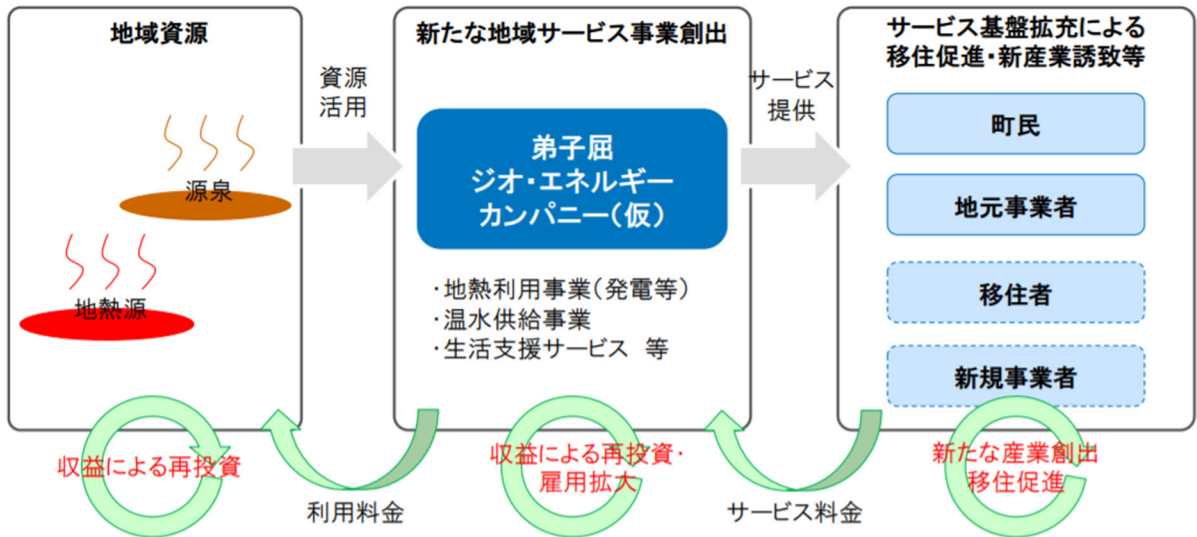 地域資源
源泉
地熱源
収益による再投資
資源
活用
利用料金
新たな地域サービス事業創出
弟子屈
ジオ・エネルギー
カンパニー（仮）
・地熱利用事業（発電等）
・温水供給事業
・生活支援サービス 等
収益による再投資・
雇用拡大
サービス
提供
サービス料金
サービス基盤拡充による
移住促進・新産業誘致等
町民
地元事業者
移住者
新規事業者
新たな産業創出
移住促進